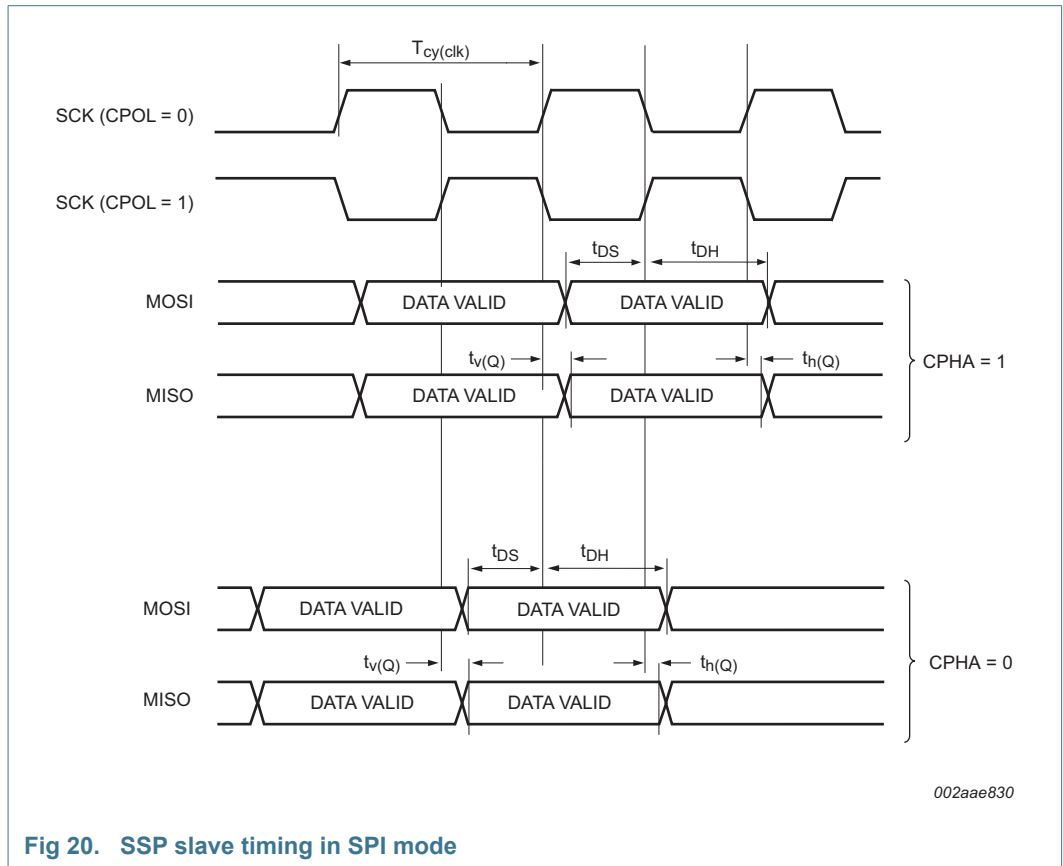 Tcy(clk)
SCK (CPOL = 0)
SCK (CPOL = 1)
tDS tDH
MOSI DATA VALID DATA VALID
tv(Q) th(Q)
CPHA = 1
MISO DATA VALID DATA VALID
tDS tDH
MOSI DATA VALID DATA VALID
tv(Q) th(Q)
CPHA = 0
MISO DATA VALID DATA VALID
002aae830
Fig 20. SSP slave timing in SPI mode